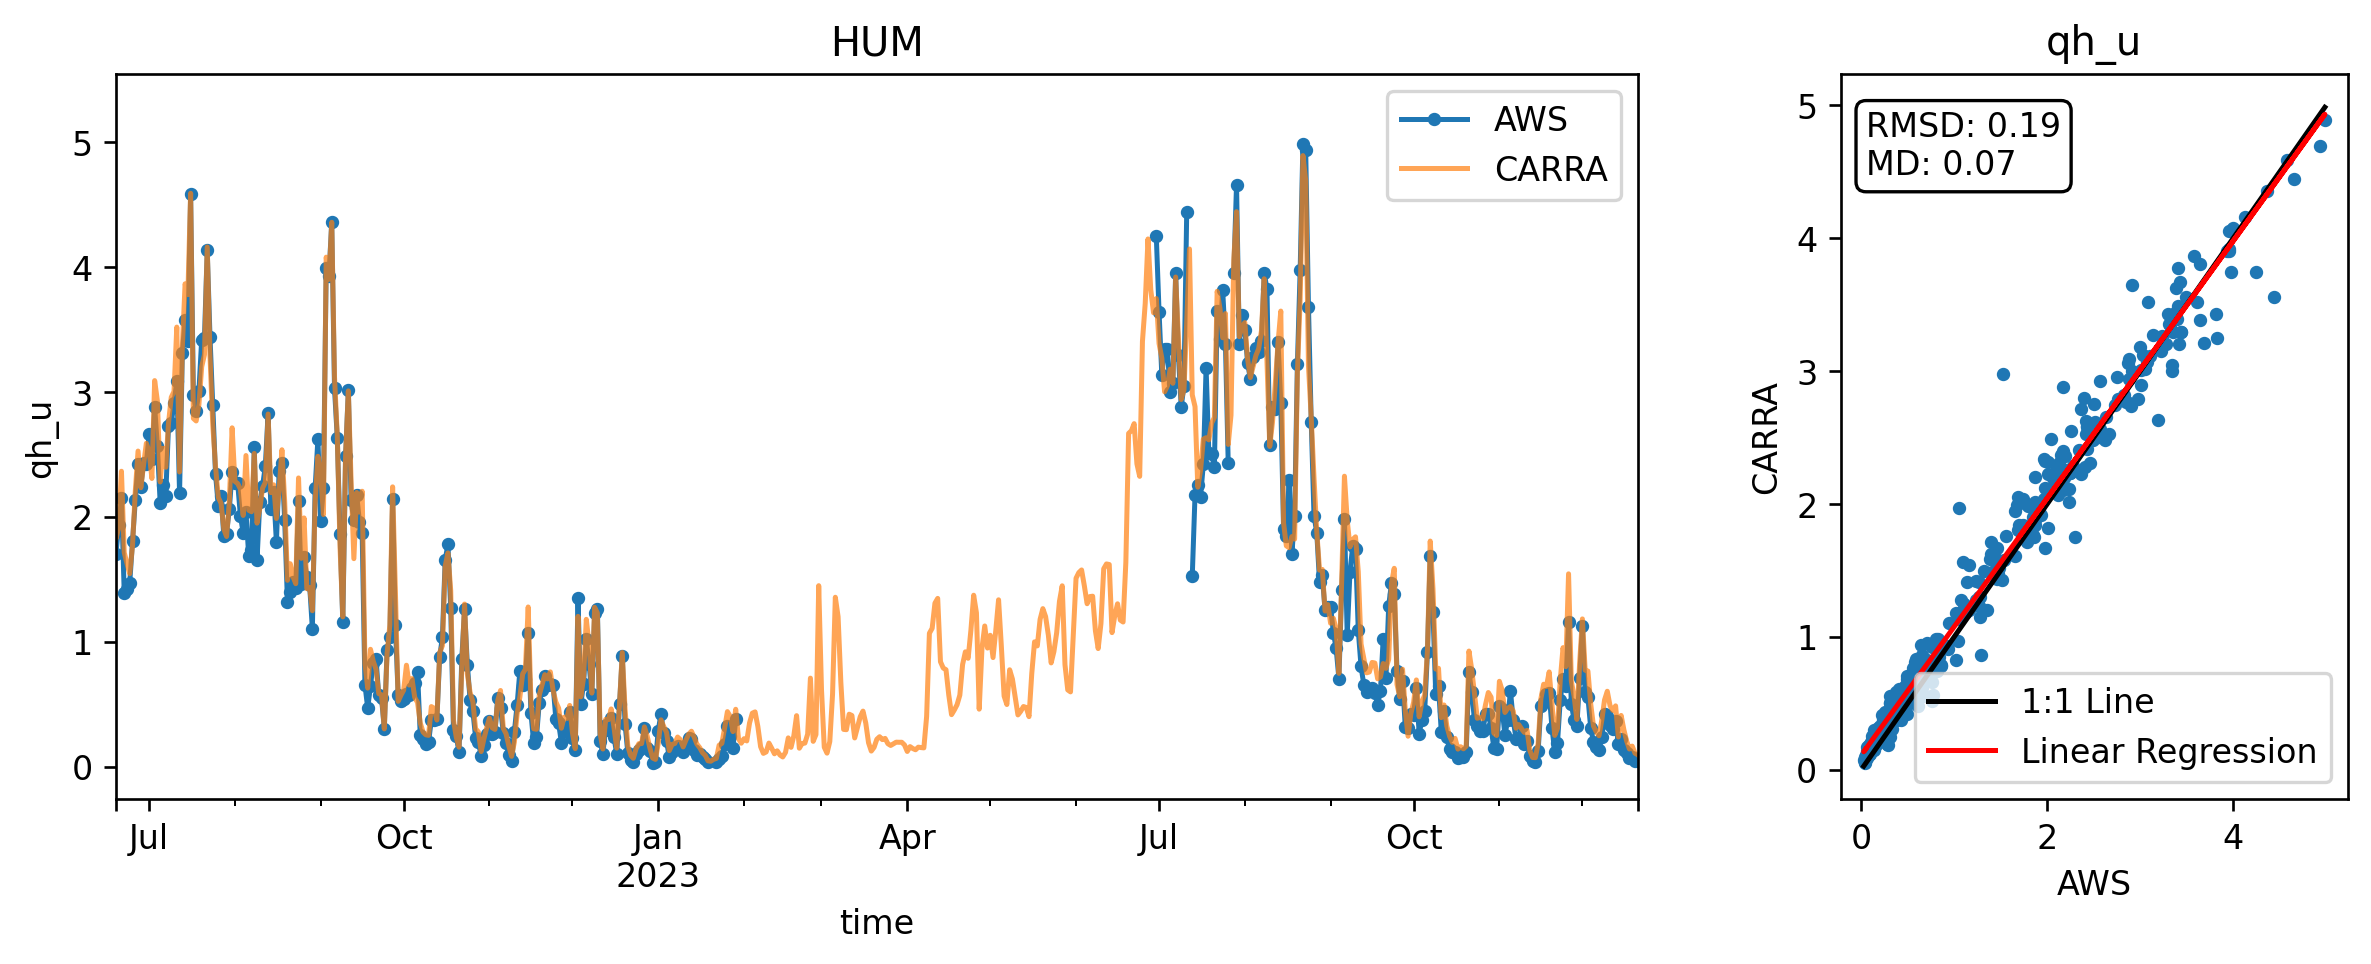 HUM
qh_u
5
4
3
2
1
0
AWS
CARRA
Jul
Oct
Jan
2023
Apr
Jul
Oct
time
qh_u
RMSD: 0.19
MD: 0.07
CARRA
5
4
3
2
1
0
1:1 Line
Linear Regression
0
2
4
AWS